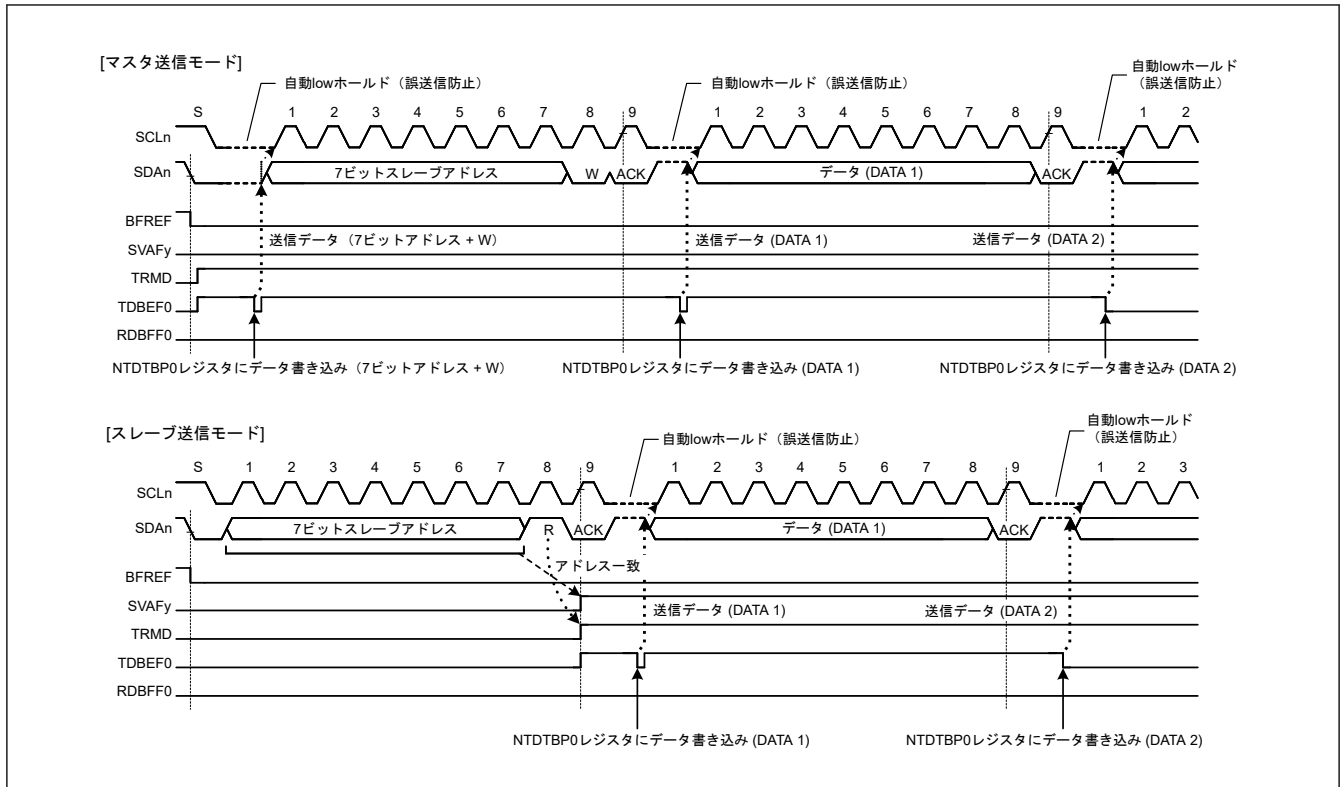 [マスタ送信モード]
自動lowホールド（誤送信防止）
自動lowホールド（誤送信防止）
自動lowホールド
（誤送信防止）
S 1 2 3 4 5 6 7 8 9 1 2 3 4 5 6 7 8 9 1 2
SCLn
SDAn 7ビットスレーブアドレス W ACK データ (DATA 1) ACK
BFREF
送信データ（7ビットアドレス + W） 送信データ (DATA 1) 送信データ (DATA 2)
SVAFy
TRMD
TDBEF0
RDBFF0
NTDTBP0レジスタにデータ書き込み（7ビットアドレス + W） NTDTBP0レジスタにデータ書き込み (DATA 1) NTDTBP0レジスタにデータ書き込み (DATA 2)
[スレーブ送信モード]
自動lowホールド（誤送信防止）
自動lowホールド
（誤送信防止）
S 1 2 3 4 5 6 7 8 9 1 2 3 4 5 6 7 8 9 1 2 3
SCLn
SDAn 7ビットスレーブアドレス R ACK データ (DATA 1) ACK
アドレス一致
BFREF
SVAFy 送信データ (DATA 1) 送信データ (DATA 2)
TRMD
TDBEF0
RDBFF0
NTDTBP0レジスタにデータ書き込み (DATA 1) NTDTBP0レジスタにデータ書き込み (DATA 2)